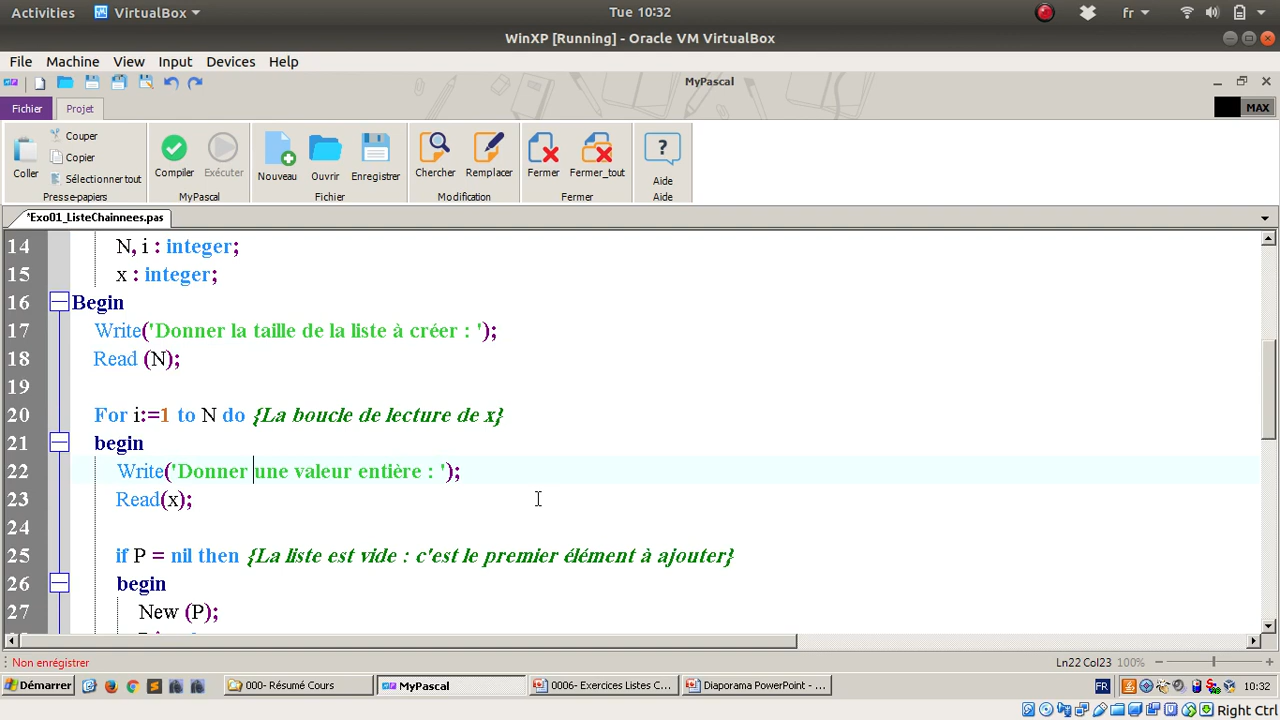 Activities VirtualBox Tue 10:32 fr
WinXP [Running] - Oracle VM VirtualBox
File Machine View Input Devices Help
MyPascal
Fichier Projet MAX
Coller Couper Copier Sélectionner tout Compiler Exécuter Nouveau Ouvrir Enregistrer Chercher Remplacer Fermer Fermer_tout ? Aide
Presse-papiers MyPascal Fichier Modification Fermer Aide
*Exo01_ListeChainnees.pas
14 N, i : integer;
15 x : integer;
16 Begin
17 Write('Donner la taille de la liste à créer : ');
18 Read (N);
19
20 For i:=1 to N do {La boucle de lecture de x}
21 begin
22 Write('Donner une valeur entière : ');
23 Read(x);
24
25 if P = nil then {La liste est vide : c'est le premier élément à ajouter}
26 begin
27 New (P);
Non enrégistrer Ln22 Col23 100%
Démarrer 000- Résumé Cours MyPascal 0006- Exercices Listes C... Diaporama PowerPoint - ... FR 10:32
Right Ctrl